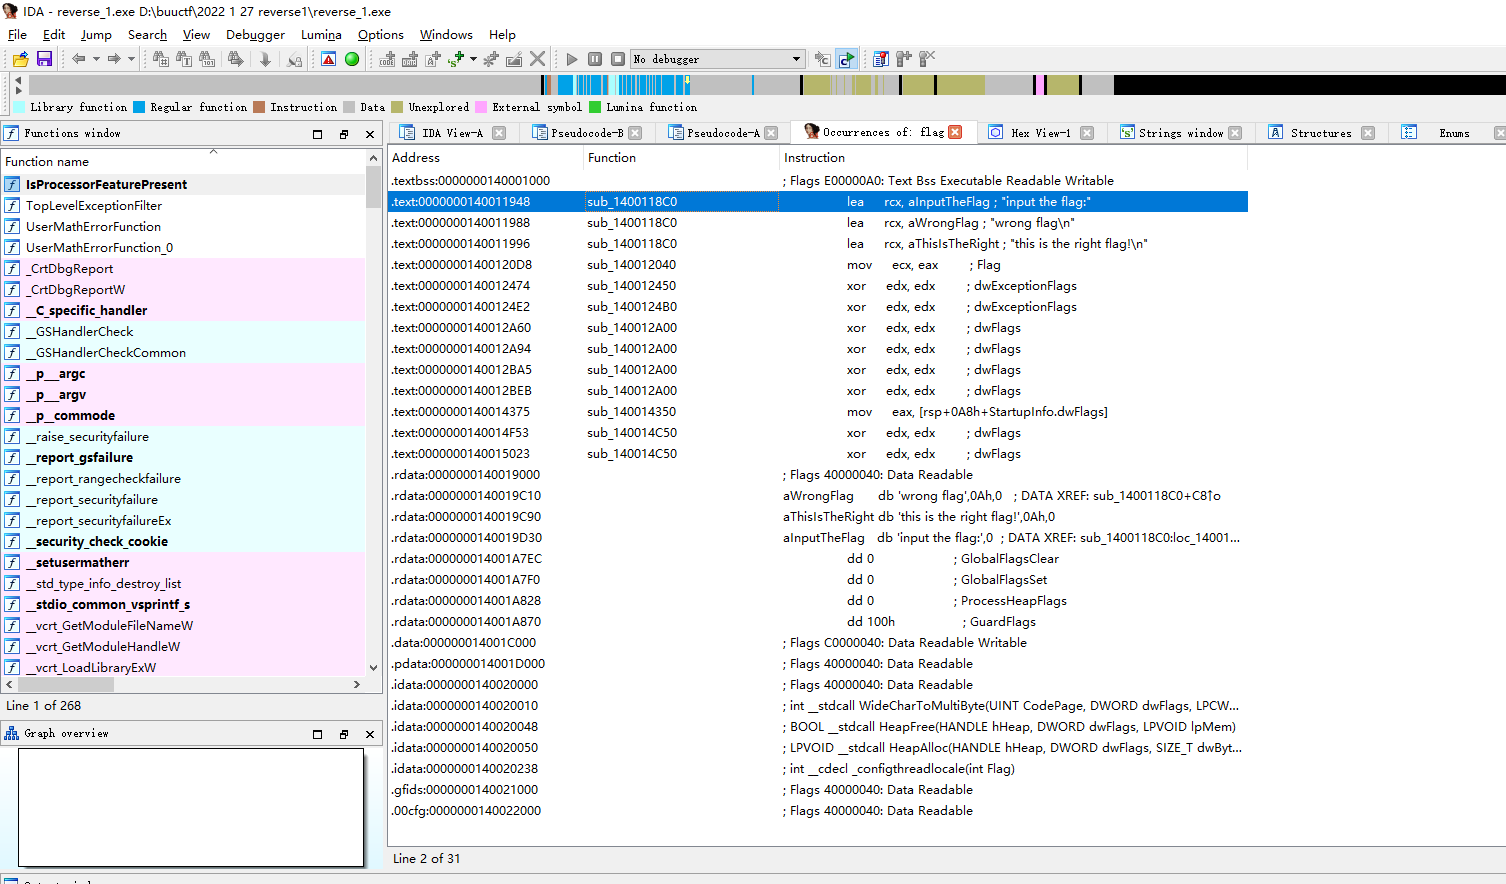 IDA - reverse_1.exe D:\buuctf\2022 1 27 reverse1\reverse_1.exe
File Edit Jump Search View Debugger Lumina Options Windows Help
No debugger
Library function Regular function Instruction Data Unexplored External symbol Lumina function
Functions window
IDA View-A Pseudocode-B Pseudocode-A Occurrences of: flag Hex View-1 Strings window Structures Enums
Function name
IsProcessorFeaturePresent
TopLevelExceptionFilter
UserMathErrorFunction
UserMathErrorFunction_0
_CrtDbgReport
_CrtDbgReportW
__C_specific_handler
__GSHandlerCheck
__GSHandlerCheckCommon
__p__argc
__p__argv
__p__commode
__raise_securityfailure
__report_gsfailure
__report_rangecheckfailure
__report_securityfailure
__report_securityfailureEx
__security_check_cookie
__setusermatherr
__std_type_info_destroy_list
__stdio_common_vsprintf_s
__vcrt_GetModuleFileNameW
__vcrt_GetModuleHandleW
__vcrt_LoadLibraryExW
Line 1 of 268
Graph overview
Address Function Instruction
.textbss:0000000140001000 ; Flags E00000A0: Text Bss Executable Readable Writable
.text:0000000140011948 sub_1400118C0 lea rcx, aInputTheFlag ; "input the flag:"
.text:0000000140011988 sub_1400118C0 lea rcx, aWrongFlag ; "wrong flag\n"
.text:0000000140011996 sub_1400118C0 lea rcx, aThisIsTheRight ; "this is the right flag!\n"
.text:00000001400120D8 sub_140012040 mov ecx, eax ; Flag
.text:0000000140012474 sub_140012450 xor edx, edx ; dwExceptionFlags
.text:00000001400124E2 sub_1400124B0 xor edx, edx ; dwExceptionFlags
.text:0000000140012A60 sub_140012A00 xor edx, edx ; dwFlags
.text:0000000140012A94 sub_140012A00 xor edx, edx ; dwFlags
.text:0000000140012BA5 sub_140012A00 xor edx, edx ; dwFlags
.text:0000000140012BEB sub_140012A00 xor edx, edx ; dwFlags
.text:0000000140014375 sub_140014350 mov eax, [rsp+0A8h+StartupInfo.dwFlags]
.text:0000000140014F53 sub_140014C50 xor edx, edx ; dwFlags
.text:0000000140015023 sub_140014C50 xor edx, edx ; dwFlags
.rdata:0000000140019000 ; Flags 40000040: Data Readable
.rdata:0000000140019C10 aWrongFlag db 'wrong flag',0Ah,0 ; DATA XREF: sub_1400118C0+C8↑o
.rdata:0000000140019C90 aThisIsTheRight db 'this is the right flag!',0Ah,0
.rdata:0000000140019D30 aInputTheFlag db 'input the flag:',0 ; DATA XREF: sub_1400118C0:loc_14001...
.rdata:000000014001A7EC dd 0 ; GlobalFlagsClear
.rdata:000000014001A7F0 dd 0 ; GlobalFlagsSet
.rdata:000000014001A828 dd 0 ; ProcessHeapFlags
.rdata:000000014001A870 dd 100h ; GuardFlags
.data:000000014001C000 ; Flags C0000040: Data Readable Writable
.pdata:000000014001D000 ; Flags 40000040: Data Readable
.idata:0000000140020000 ; Flags 40000040: Data Readable
.idata:0000000140020010 ; int __stdcall WideCharToMultiByte(UINT CodePage, DWORD dwFlags, LPCW...
.idata:0000000140020048 ; BOOL __stdcall HeapFree(HANDLE hHeap, DWORD dwFlags, LPVOID lpMem)
.idata:0000000140020050 ; LPVOID __stdcall HeapAlloc(HANDLE hHeap, DWORD dwFlags, SIZE_T dwByt...
.idata:0000000140020238 ; int __cdecl _configthreadlocale(int Flag)
.gfids:0000000140021000 ; Flags 40000040: Data Readable
.00cfg:0000000140022000 ; Flags 40000040: Data Readable
Line 2 of 31